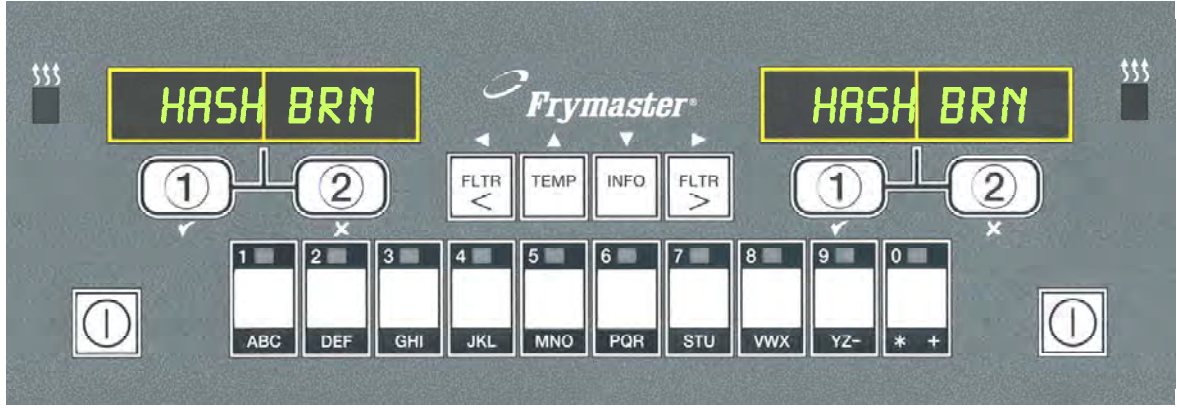 HASH BRN
HASH BRN
Frymaster®
1
2
FLTR <
TEMP
INFO
FLTR >
1
2
1
2
3
4
5
6
7
8
9
0
ABC
DEF
GHI
JKL
MNO
PQR
STU
VWX
YZ-
* +